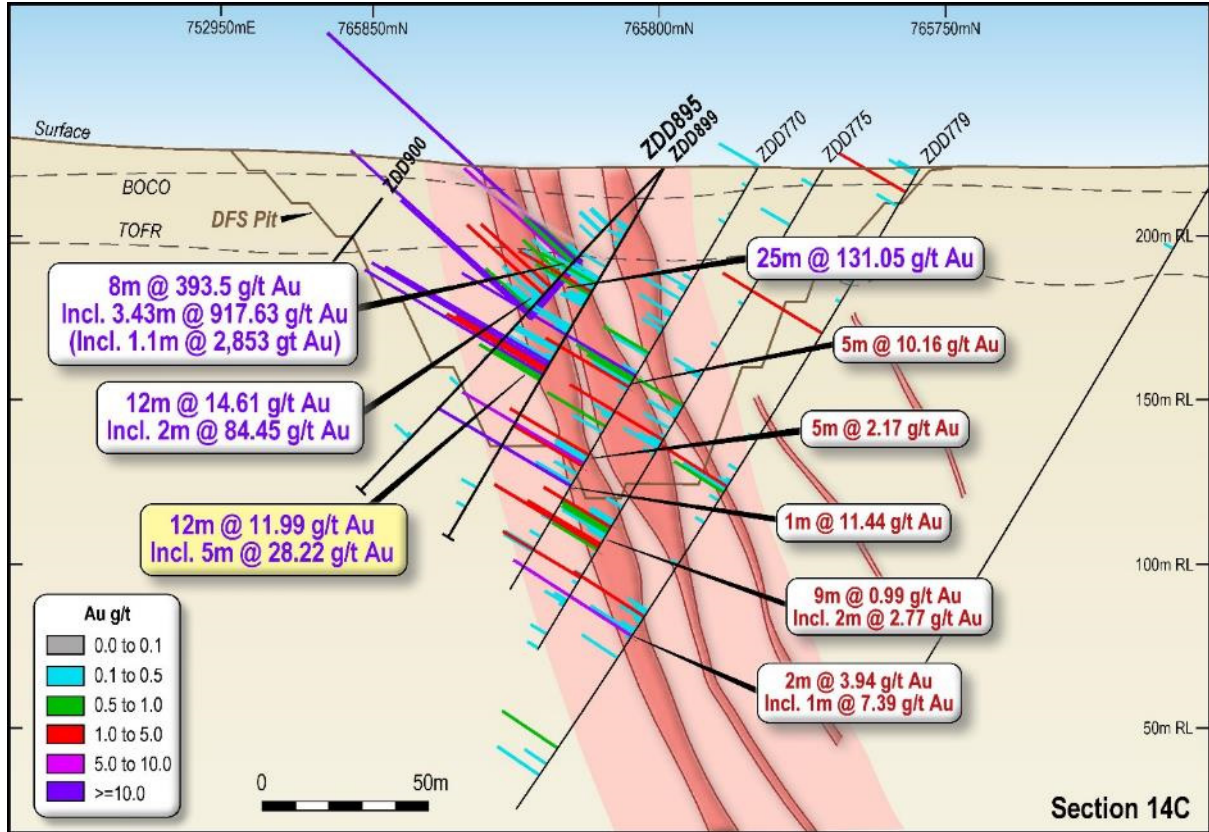 752950mE
765850mN
765800mN
765750mN
Surface
BOCO
DFS Pit
TOFR
ZDD900
ZDD895
ZDD899
ZDD770
ZDD775
ZDD779
200m RL
150m RL
100m RL
50m RL
8m @ 393.5 g/t Au
Incl. 3.43m @ 917.63 g/t Au
(Incl. 1.1m @ 2,853 gt Au)
12m @ 14.61 g/t Au
Incl. 2m @ 84.45 g/t Au
12m @ 11.99 g/t Au
Incl. 5m @ 28.22 g/t Au
25m @ 131.05 g/t Au
5m @ 10.16 g/t Au
5m @ 2.17 g/t Au
1m @ 11.44 g/t Au
9m @ 0.99 g/t Au
Incl. 2m @ 2.77 g/t Au
2m @ 3.94 g/t Au
Incl. 1m @ 7.39 g/t Au
Au g/t
0.0 to 0.1
0.1 to 0.5
0.5 to 1.0
1.0 to 5.0
5.0 to 10.0
>=10.0
0
50m
Section 14C